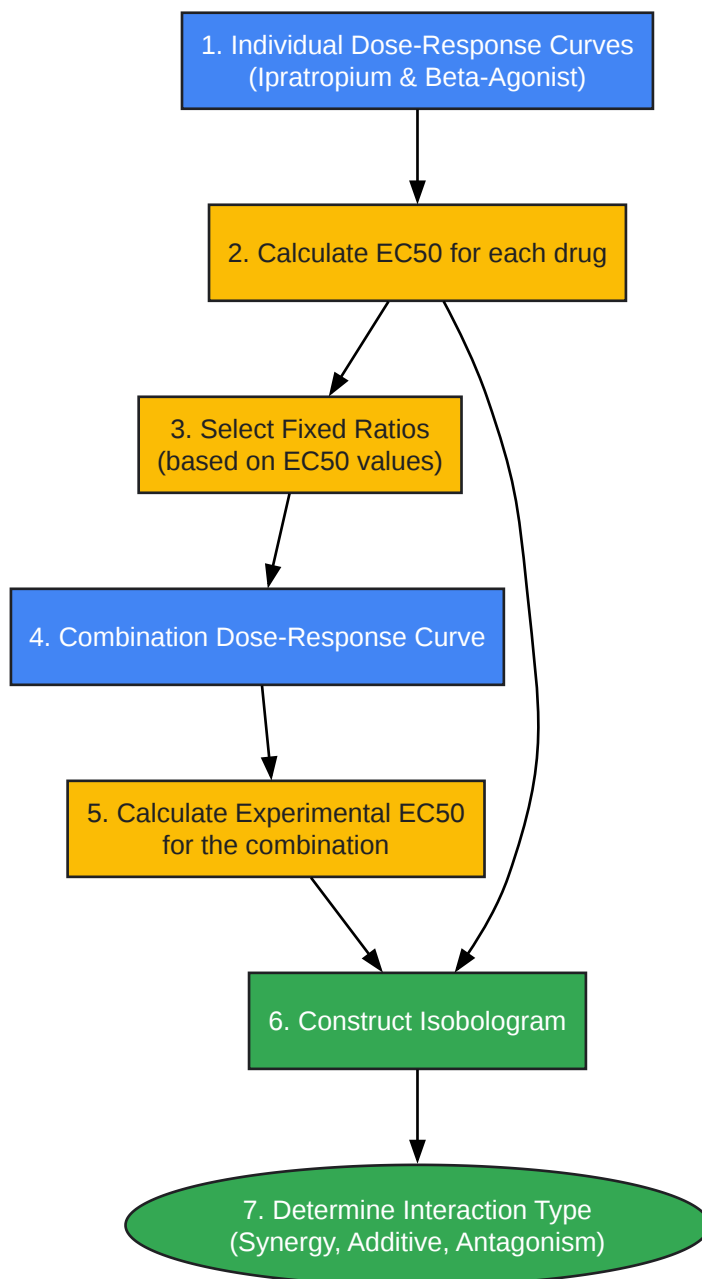 1. Individual Dose-Response Curves
(Ipratropium & Beta-Agonist)
2. Calculate EC50 for each drug
3. Select Fixed Ratios
(based on EC50 values)
4. Combination Dose-Response Curve
5. Calculate Experimental EC50
for the combination
6. Construct Isobologram
7. Determine Interaction Type
(Synergy, Additive, Antagonism)